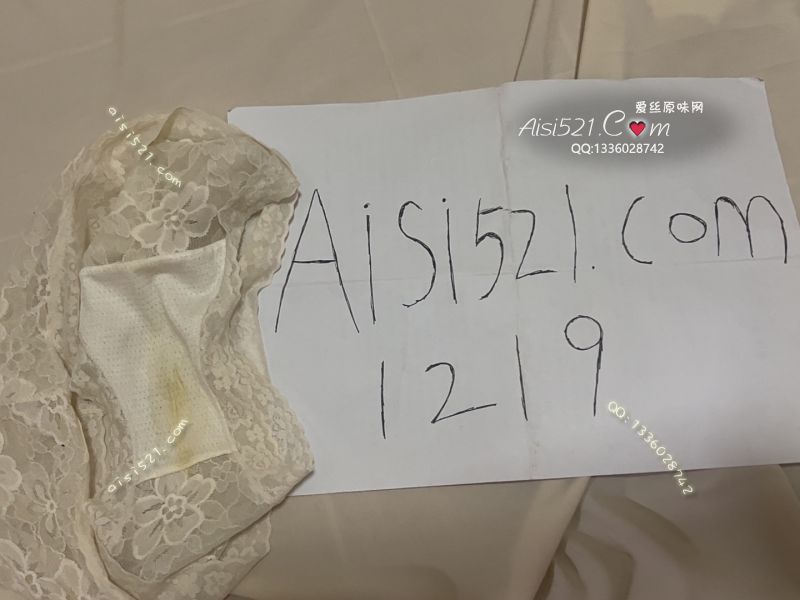 爱丝原味网
Aisi521.Com
QQ:1336028742
aisi521.com
Aisi521.com
1219
aisi521.com
QQ:1336028742